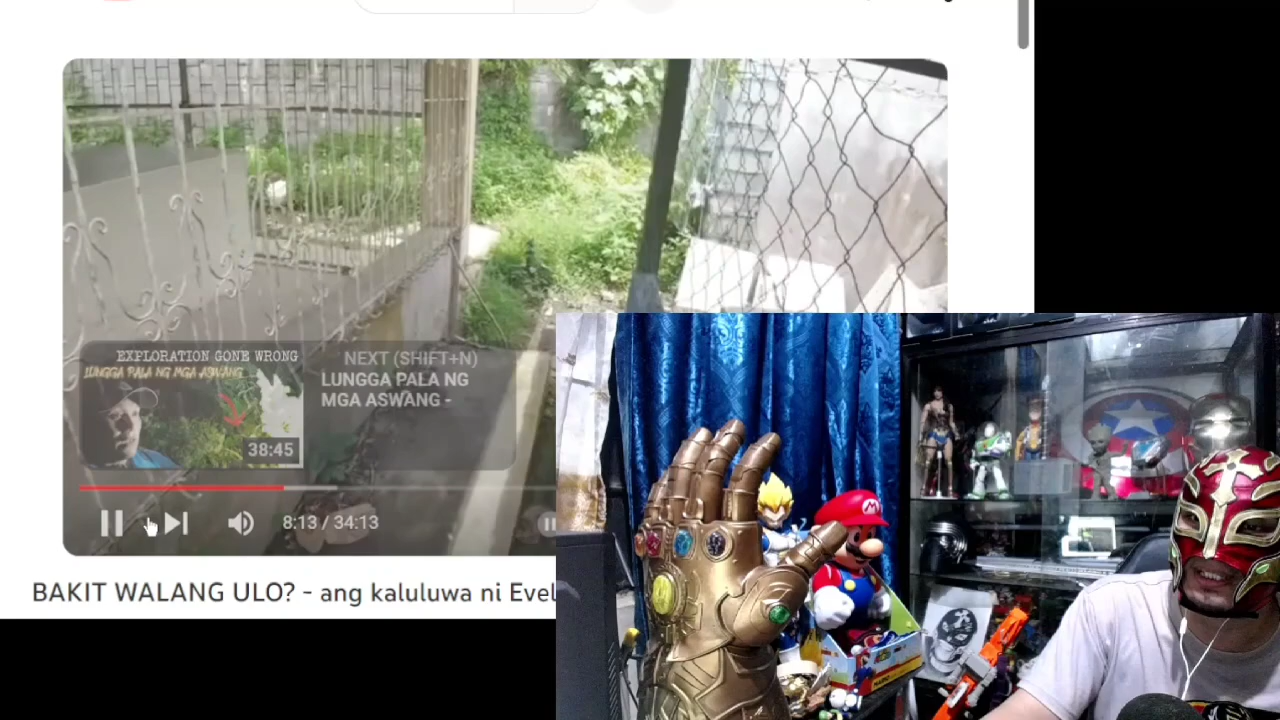 EXPLORATION GONE WRONG
LUNGGA PALA NG MGA ASWANG
38:45
NEXT (SHIFT+N)
LUNGGA PALA NG
MGA ASWANG -
8:13 / 34:13
BAKIT WALANG ULO? - ang kaluluwa ni Evel
M